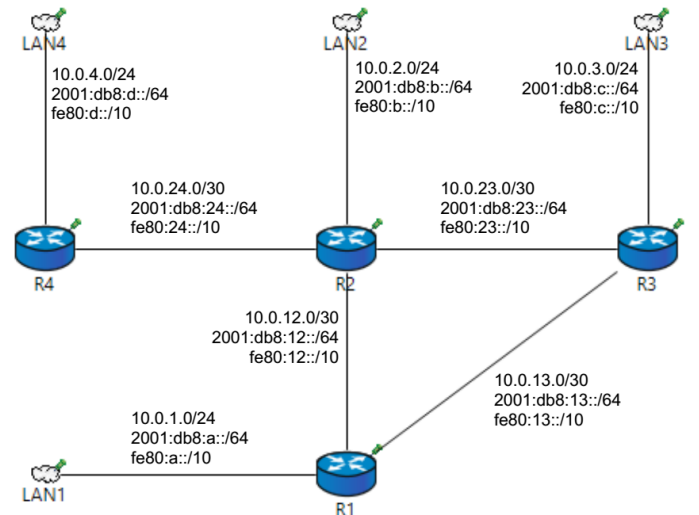 LAN4
LAN2
LAN3
10.0.4.0/24
2001:db8:d::/64
fe80:d::/10
10.0.2.0/24
2001:db8:b::/64
fe80:b::/10
10.0.3.0/24
2001:db8:c::/64
fe80:c::/10
10.0.24.0/30
2001:db8:24::/64
fe80:24::/10
10.0.23.0/30
2001:db8:23::/64
fe80:23::/10
R4
R2
R3
10.0.12.0/30
2001:db8:12::/64
fe80:12::/10
10.0.13.0/30
2001:db8:13::/64
fe80:13::/10
10.0.1.0/24
2001:db8:a::/64
fe80:a::/10
LAN1
R1